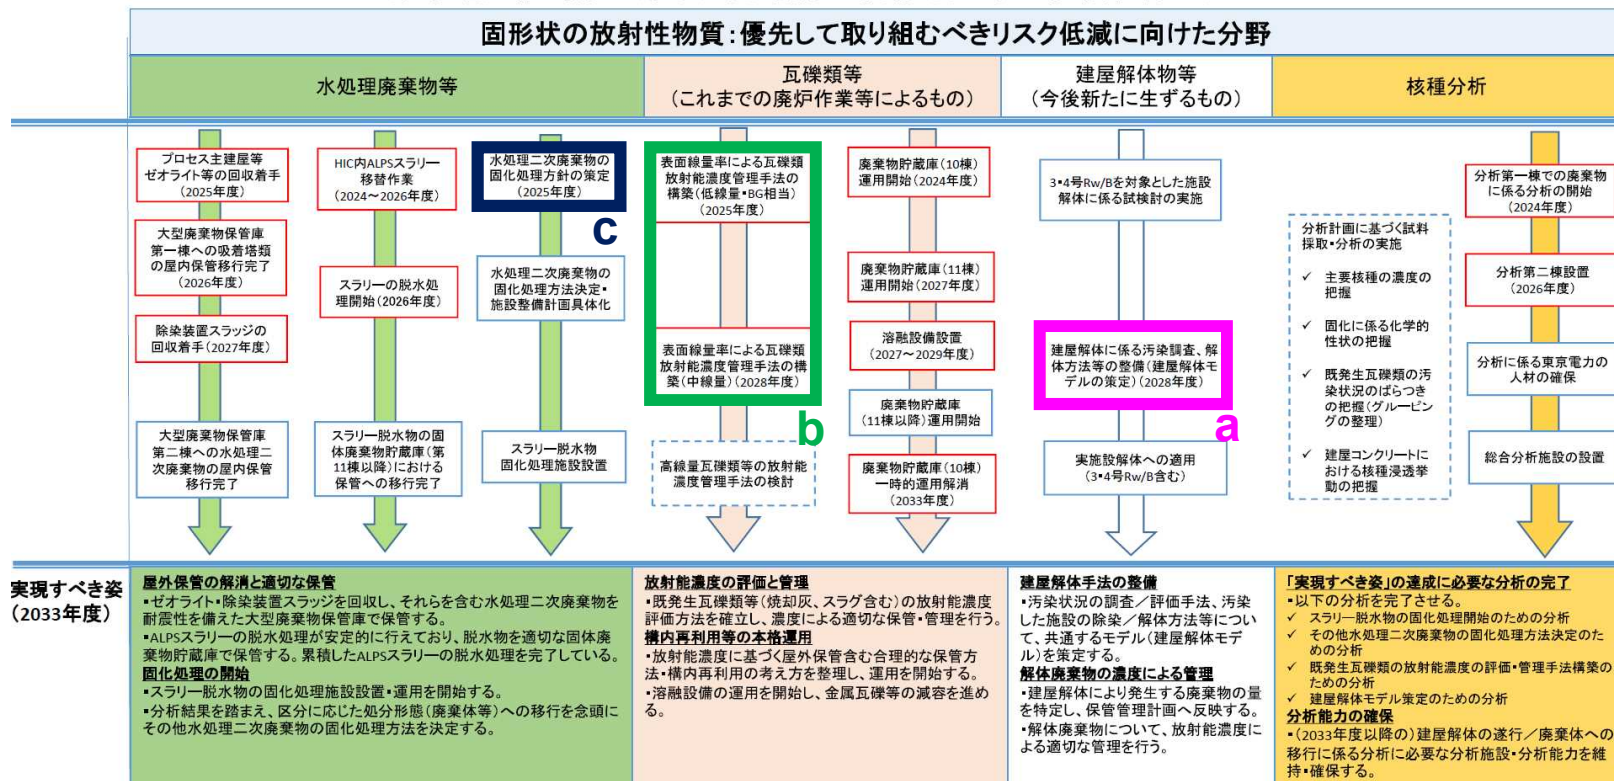 固形状の放射性物質：優先して取り組むべきリスク低減に向けた分野
水処理廃棄物等
瓦礫類等
（これまでの廃炉作業等によるもの）
建屋解体物等
（今後新たに生ずるもの）
核種分析
プロセス主建屋等
ゼオライト等の回収着手
（2025年度）
大型廃棄物保管庫
第一棟への吸着塔類
の屋内保管移行完了
（2026年度）
除染装置スラッジの
回収着手（2027年度）
大型廃棄物保管庫
第二棟への水処理二
次廃棄物の屋内保管
移行完了
HIC内ALPSスラリー
移替作業
（2024～2026年度）
スラリーの脱水処
理開始（2026年度）
スラリー脱水物の固
体廃棄物貯蔵庫（第
11棟以降）における
保管への移行完了
水処理二次廃棄物の
固化処理方針の策定
（2025年度）
c
水処理二次廃棄物の
固化処理方法決定・
施設整備計画具体化
スラリー脱水物
固化処理施設設置
表面線量率による瓦礫類
放射能濃度管理手法の
構築（低線量・BG相当）
（2025年度）
表面線量率による瓦礫類
放射能濃度管理手法の構
築（中線量）（2028年度）
b
高線量瓦礫類等の放射能
濃度管理手法の検討
廃棄物貯蔵庫（10棟）
運用開始（2024年度）
廃棄物貯蔵庫（11棟）
運用開始（2027年度）
溶融設備設置
（2027～2029年度）
廃棄物貯蔵庫
（11棟以降）運用開始
廃棄物貯蔵庫（10棟）
一時的運用解消
（2033年度）
3・4号Rw/Bを対象とした施設
解体に係る試検討の実施
建屋解体に係る汚染調査、解
体方法等の整備（建屋解体モ
デルの策定）（2028年度）
a
実施設解体への適用
（3・4号Rw/B含む）
分析計画に基づく試料
採取・分析の実施
✓ 主要核種の濃度の
把握
✓ 固化に係る化学的
性状の把握
✓ 既発生瓦礫類の汚
染状況のばらつき
の把握（グルーピン
グの整理）
✓ 建屋コンクリートに
おける核種浸透挙
動の把握
分析第一棟での廃棄物
に係る分析の開始
（2024年度）
分析第二棟設置
（2026年度）
分析に係る東京電力の
人材の確保
総合分析施設の設置
実現すべき姿
（2033年度）
屋外保管の解消と適切な保管
・ゼオライト・除染装置スラッジを回収し、それらを含む水処理二次廃棄物を
耐震性を備えた大型廃棄物保管庫で保管する。
・ALPSスラリーの脱水処理が安定的に行えており、脱水物を適切な固体廃
棄物貯蔵庫で保管する。累積したALPSスラリーの脱水処理を完了している。
固化処理の開始
・スラリー脱水物の固化処理施設設置・運用を開始する。
・分析結果を踏まえ、区分に応じた処分形態（廃棄体等）への移行を念頭に
その他水処理二次廃棄物の固化処理方法を決定する。
放射能濃度の評価と管理
・既発生瓦礫類等（焼却灰、スラグ含む）の放射能濃度
評価方法を確立し、濃度による適切な保管・管理を行う。
構内再利用等の本格運用
・放射能濃度に基づく屋外保管含む合理的な保管方
法・構内再利用の考え方を整理し、運用を開始する。
・溶融設備の運用を開始し、金属瓦礫等の減容を進め
る。
建屋解体手法の整備
・汚染状況の調査／評価手法、汚染
した施設の除染／解体方法等につ
いて、共通するモデル（建屋解体モ
デル）を策定する。
解体廃棄物の濃度による管理
・建屋解体により発生する廃棄物の量
を特定し、保管管理計画へ反映する。
・解体廃棄物について、放射能濃度に
よる適切な管理を行う。
「実現すべき姿」の達成に必要な分析の完了
・以下の分析を完了させる。
✓ スラリー脱水物の固化処理開始のための分析
✓ その他水処理二次廃棄物の固化処理方法決定のた
めの分析
✓ 既発生瓦礫類の放射能濃度の評価・管理手法構築の
ための分析
✓ 建屋解体モデル策定のための分析
分析能力の確保
・（2033年度以降の）建屋解体の遂行／廃棄体への
移行に係る分析に必要な分析施設・分析能力を維
持・確保する。